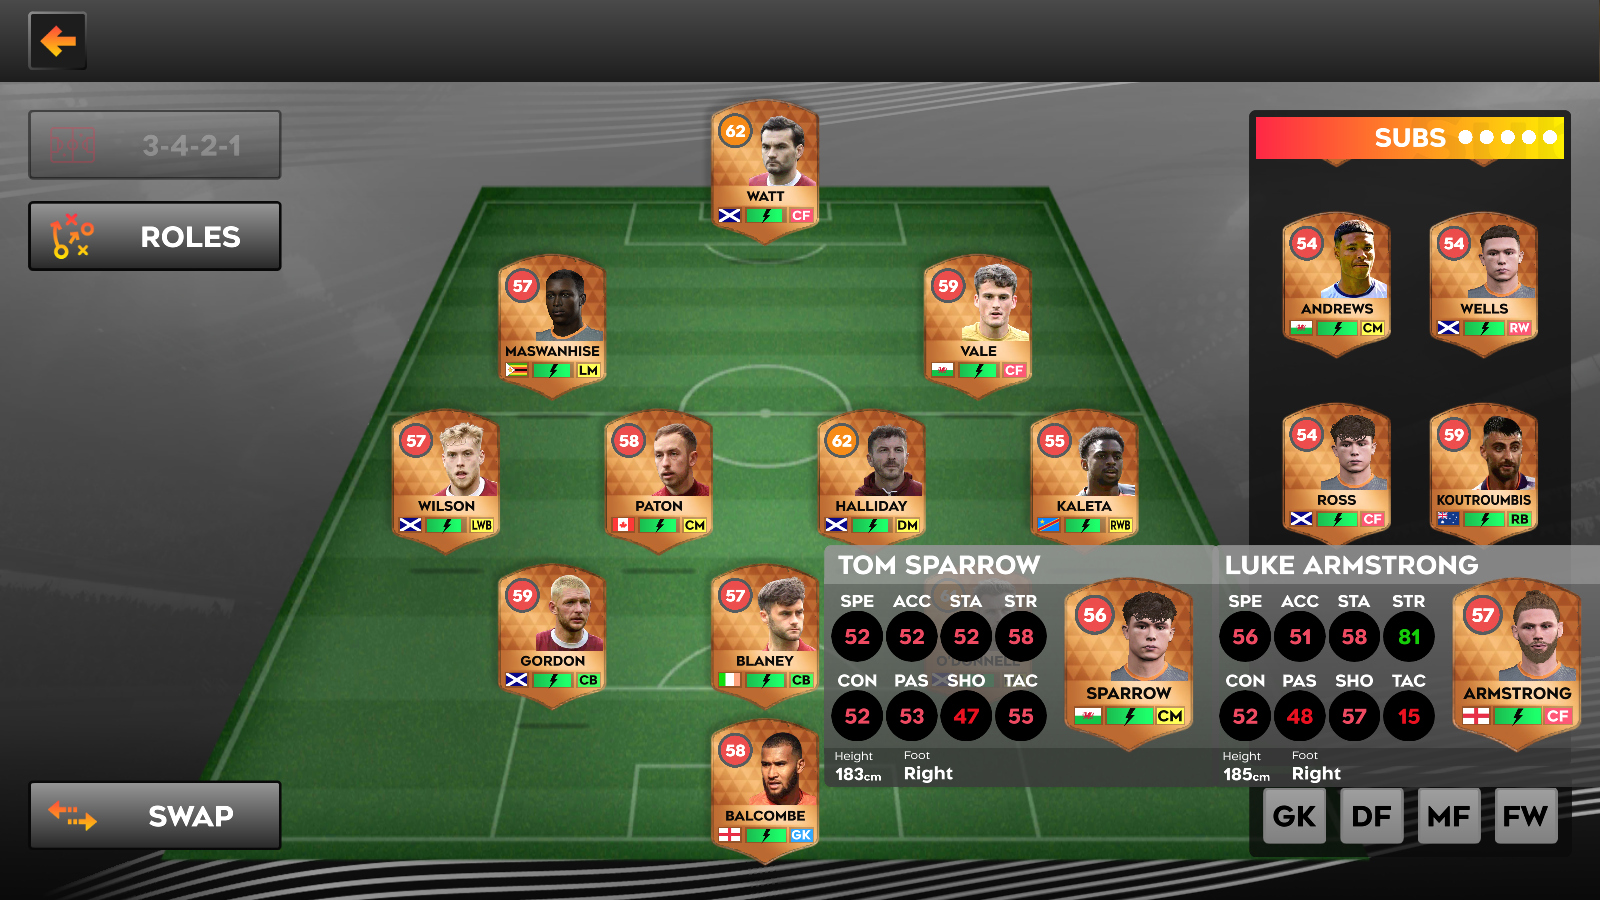 3-4-2-1
ROLES
SWAP
62
WATT
CF
57
MASWANHISE
LM
59
VALE
CF
57
WILSON
LWB
58
PATON
CM
62
HALLIDAY
DM
55
KALETA
RWB
59
GORDON
CB
57
BLANEY
CB
O'DONNELL
58
BALCOMBE
GK
SUBS
54
ANDREWS
CM
54
WELLS
RW
54
ROSS
CF
59
KOUTROUMBIS
RB
TOM SPARROW
SPE ACC STA STR
52 52 52 58
CON PAS SHO TAC
52 53 47 55
Height Foot
183cm Right
56
SPARROW
CM
LUKE ARMSTRONG
SPE ACC STA STR
56 51 58 81
CON PAS SHO TAC
52 48 57 15
Height Foot
185cm Right
57
ARMSTRONG
CF
GK DF MF FW